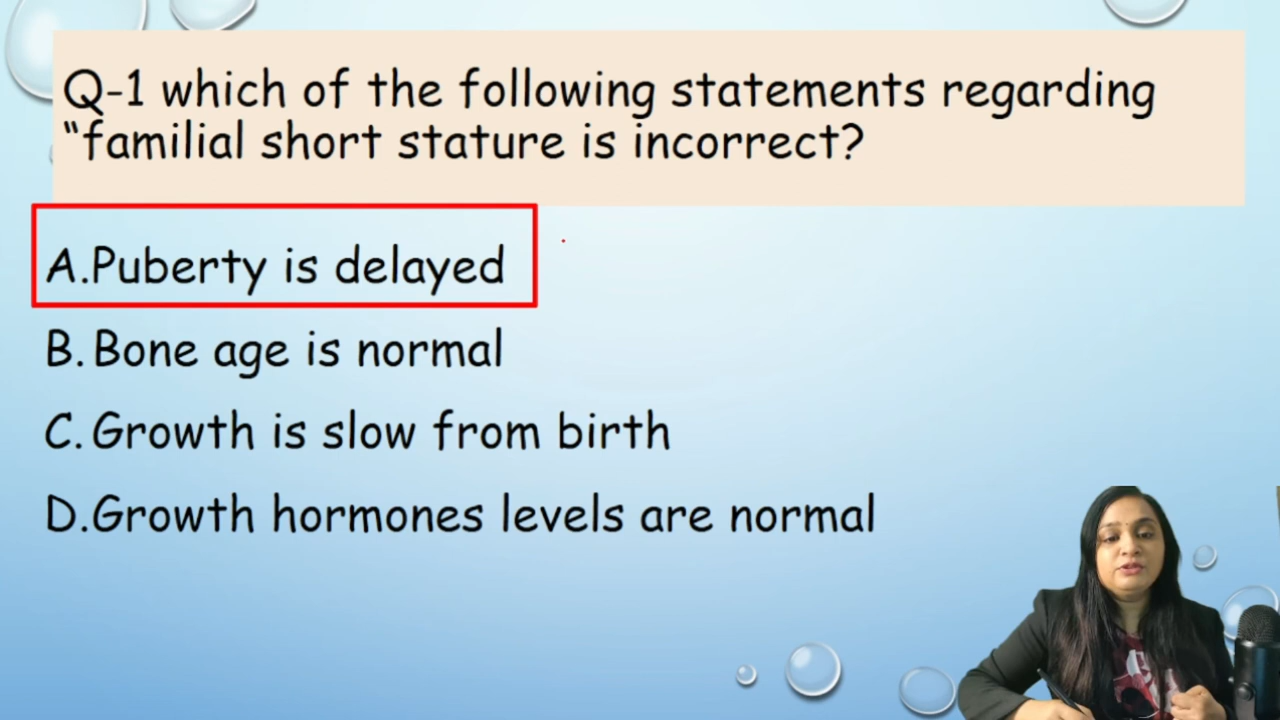 Q-1 which of the following statements regarding
“familial short stature is incorrect?
A.Puberty is delayed
B. Bone age is normal
C. Growth is slow from birth
D.Growth hormones levels are normal